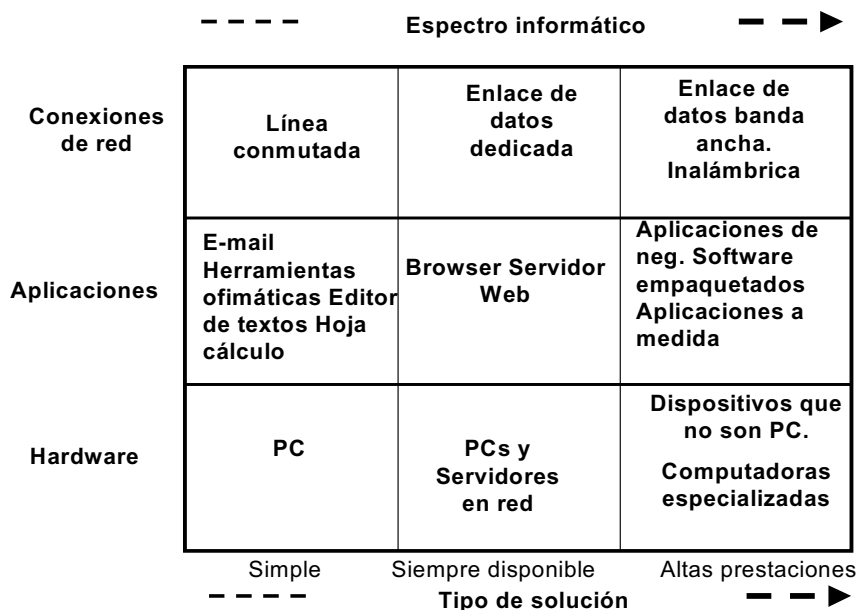 Espectro informático
Conexiones
de red
Línea
conmutada
Enlace de
datos
dedicada
Enlace de
datos banda
ancha.
Inalámbrica
Aplicaciones
E-mail
Herramientas
ofimáticas Editor
de textos Hoja
cálculo
Browser Servidor
Web
Aplicaciones de
neg. Software
empaquetados
Aplicaciones a
medida
Hardware
PC
PCs y
Servidores
en red
Dispositivos que
no son PC.
Computadoras
especializadas
Simple
Siempre disponible
Altas prestaciones
Tipo de solución